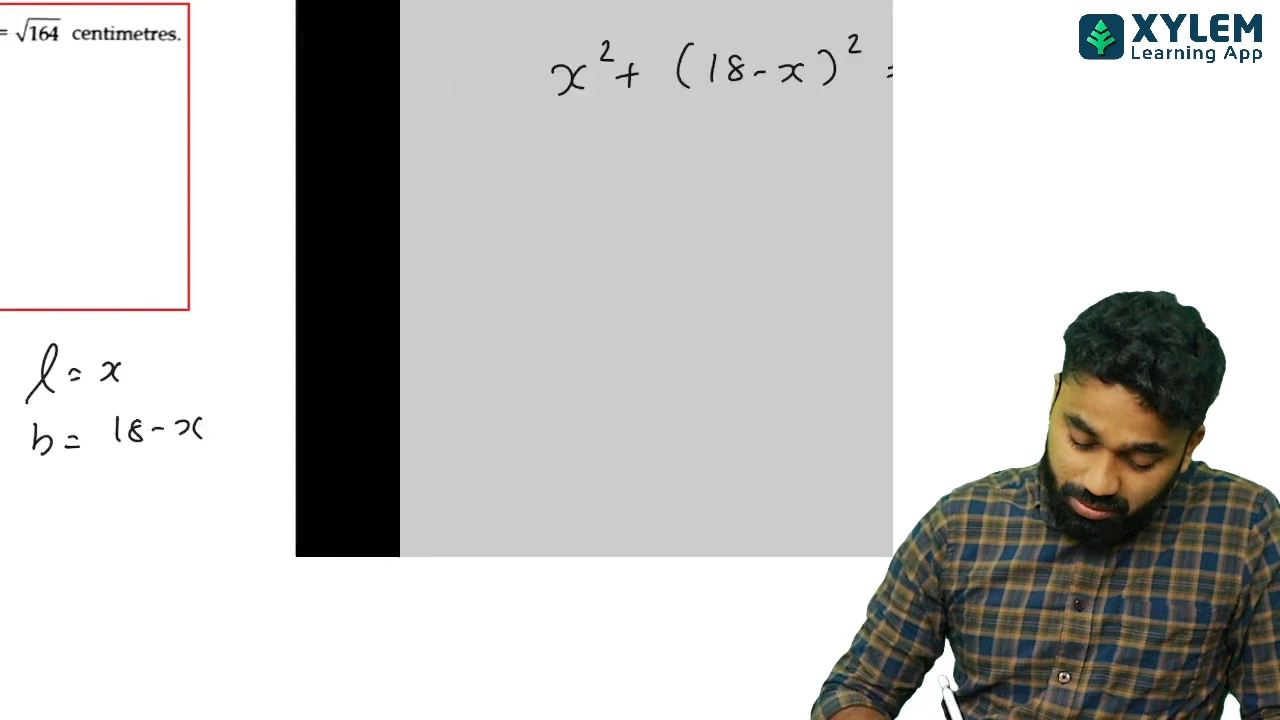 = √164 centimetres.
x² + (18 - x)² =
XYLEM
Learning App
l = x
b = 18 - x